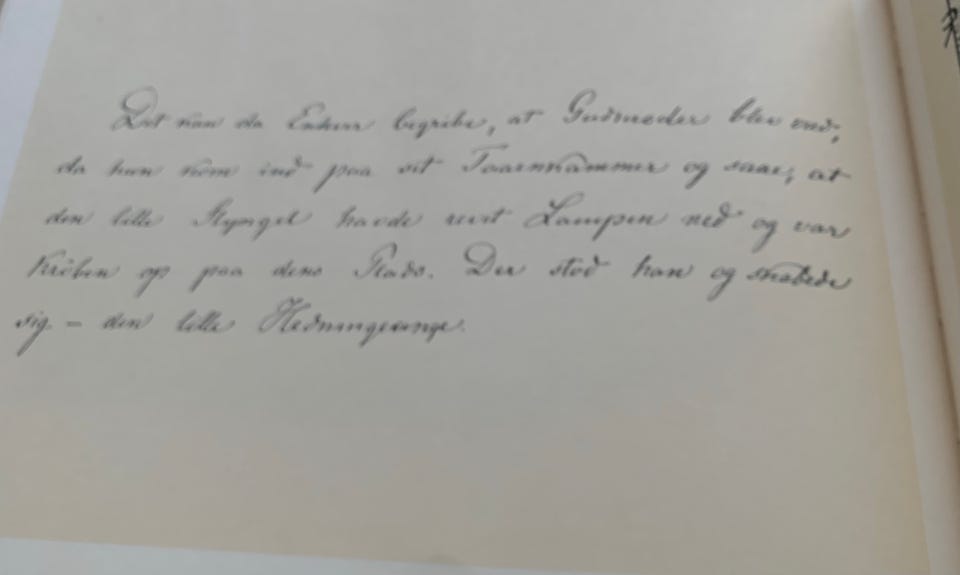 Det kan da Enhver begribe, at Gudmoder blev vred,
da hun kom ind paa sit Taarnkammer og saae, at
den lille Slyngel havde revet Lampen ned og var
kröben op paa dens Plads. Der stod han og skabede
sig – den lille Hedningeunge.